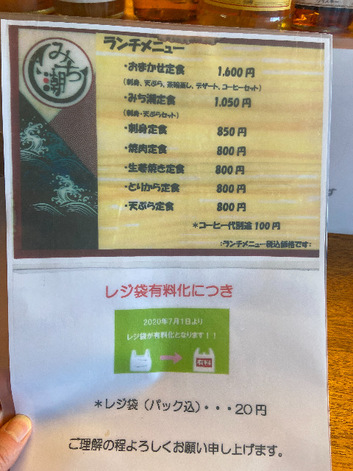 みち潮
ランチメニュー
・おまかせ定食 1,600円
(刺身、天ぷら、茶碗蒸し、デザート、コーヒーセット)
・みち潮定食 1,050円
(刺身、天ぷらセット)
・刺身定食 850円
・焼肉定食 800円
・生姜焼き定食 800円
・とりから定食 800円
・天ぷら定食 800円
*コーヒー代別途100円
:ランチメニュー税込価格です:
レジ袋有料化につき
2020年7月1日より
レジ袋が有料化となります!!
*レジ袋(パック込)・・・20円
ご理解の程よろしくお願い申し上げます。